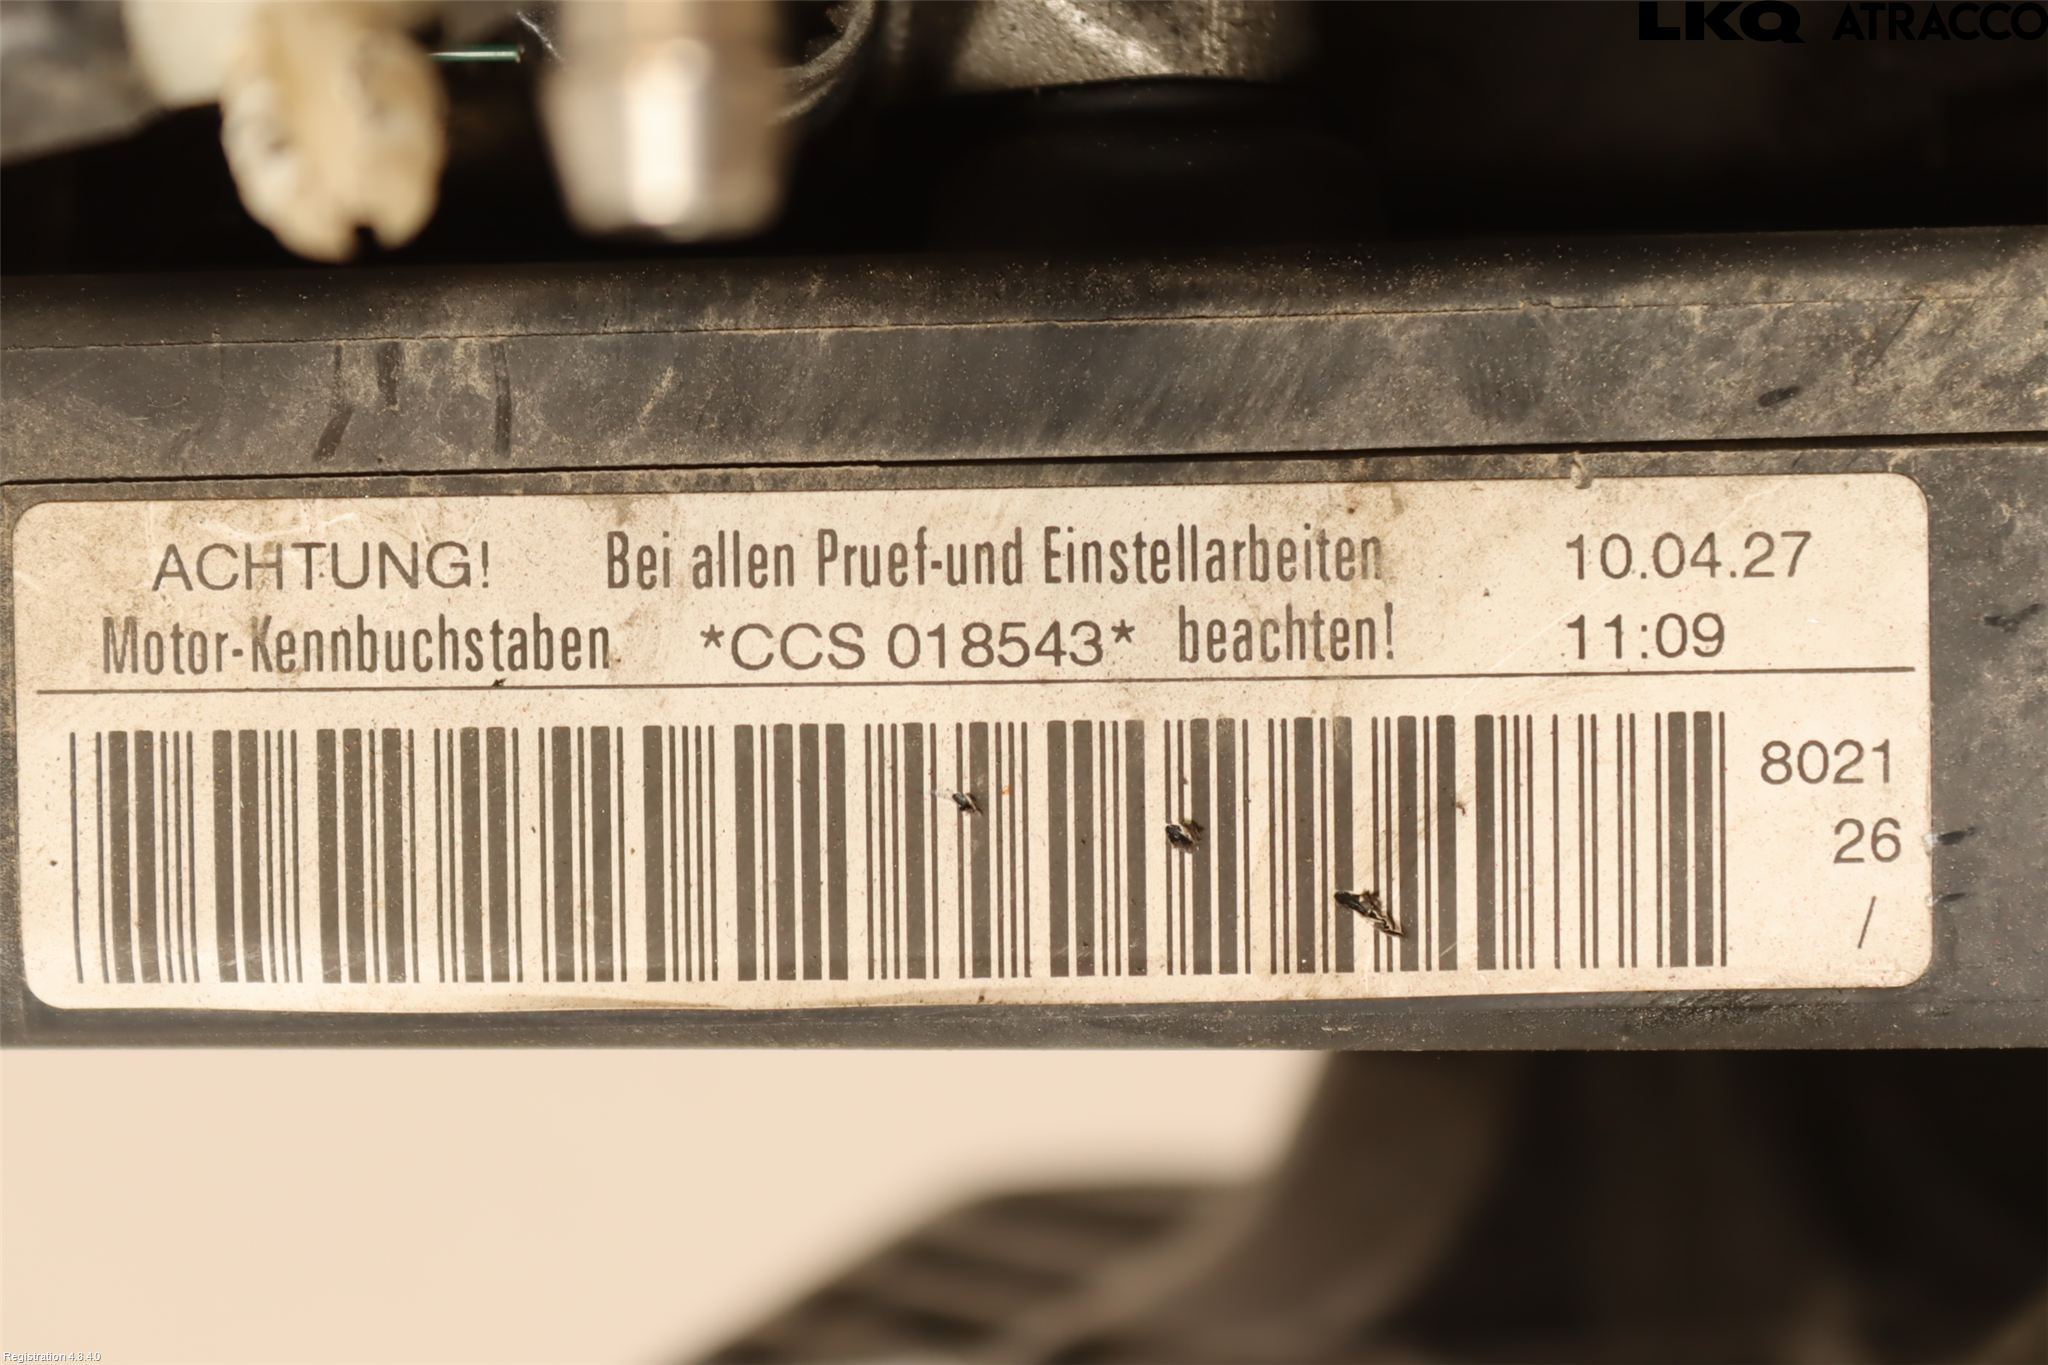 LKQ ATRACCO
ACHTUNG! Bei allen Pruef-und Einstellarbeiten 10.04.27
Motor-Kennbuchstaben *CCS 018543* beachten! 11:09
8021
26
/
Registration 4.8.4.0